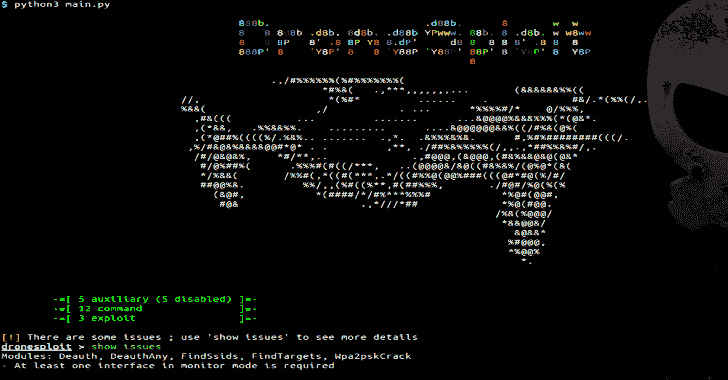 $ python3 main.py
-=[ 5 auxiliary (5 disabled) ]=-
-=[ 12 command ]=-
-=[ 3 exploit ]=-
[!] There are some issues ; use 'show issues' to see more details
dronesploit > show issues
Modules: Deauth, DeauthAny, FindSsids, FindTargets, Wpa2pskCrack
- At least one interface in monitor mode is required